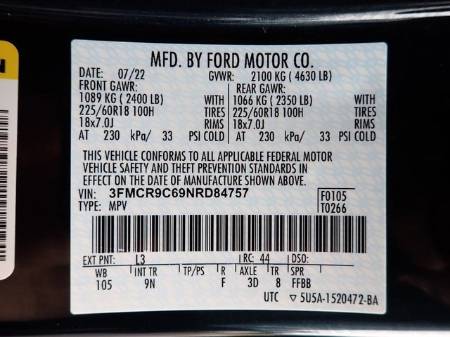 MFD. BY FORD MOTOR CO.
DATE: 07/22 GVWR: 2100 KG ( 4630 LB)
FRONT GAWR: REAR GAWR:
1089 KG ( 2400 LB) WITH 1066 KG ( 2350 LB) WITH
225/60R18 100H TIRES 225/60R18 100H TIRES
18x7.0J RIMS 18x7.0J RIMS
AT 230 kPa/ 33 PSI COLD AT 230 kPa/ 33 PSI COLD
THIS VEHICLE CONFORMS TO ALL APPLICABLE FEDERAL MOTOR
VEHICLE SAFETY AND THEFT PREVENTION STANDARDS IN
EFFECT ON THE DATE OF MANUFACTURE SHOWN ABOVE.
VIN: 3FMCR9C69NRD84757 F0105
TYPE: MPV T0266
EXT PNT: L3 RC: 44 DSO:
WB INT TR TP/PS R AXLE TR SPR
105 9N F 3D 8 FFBB
UTC ▽ 5U5A-1520472-BA